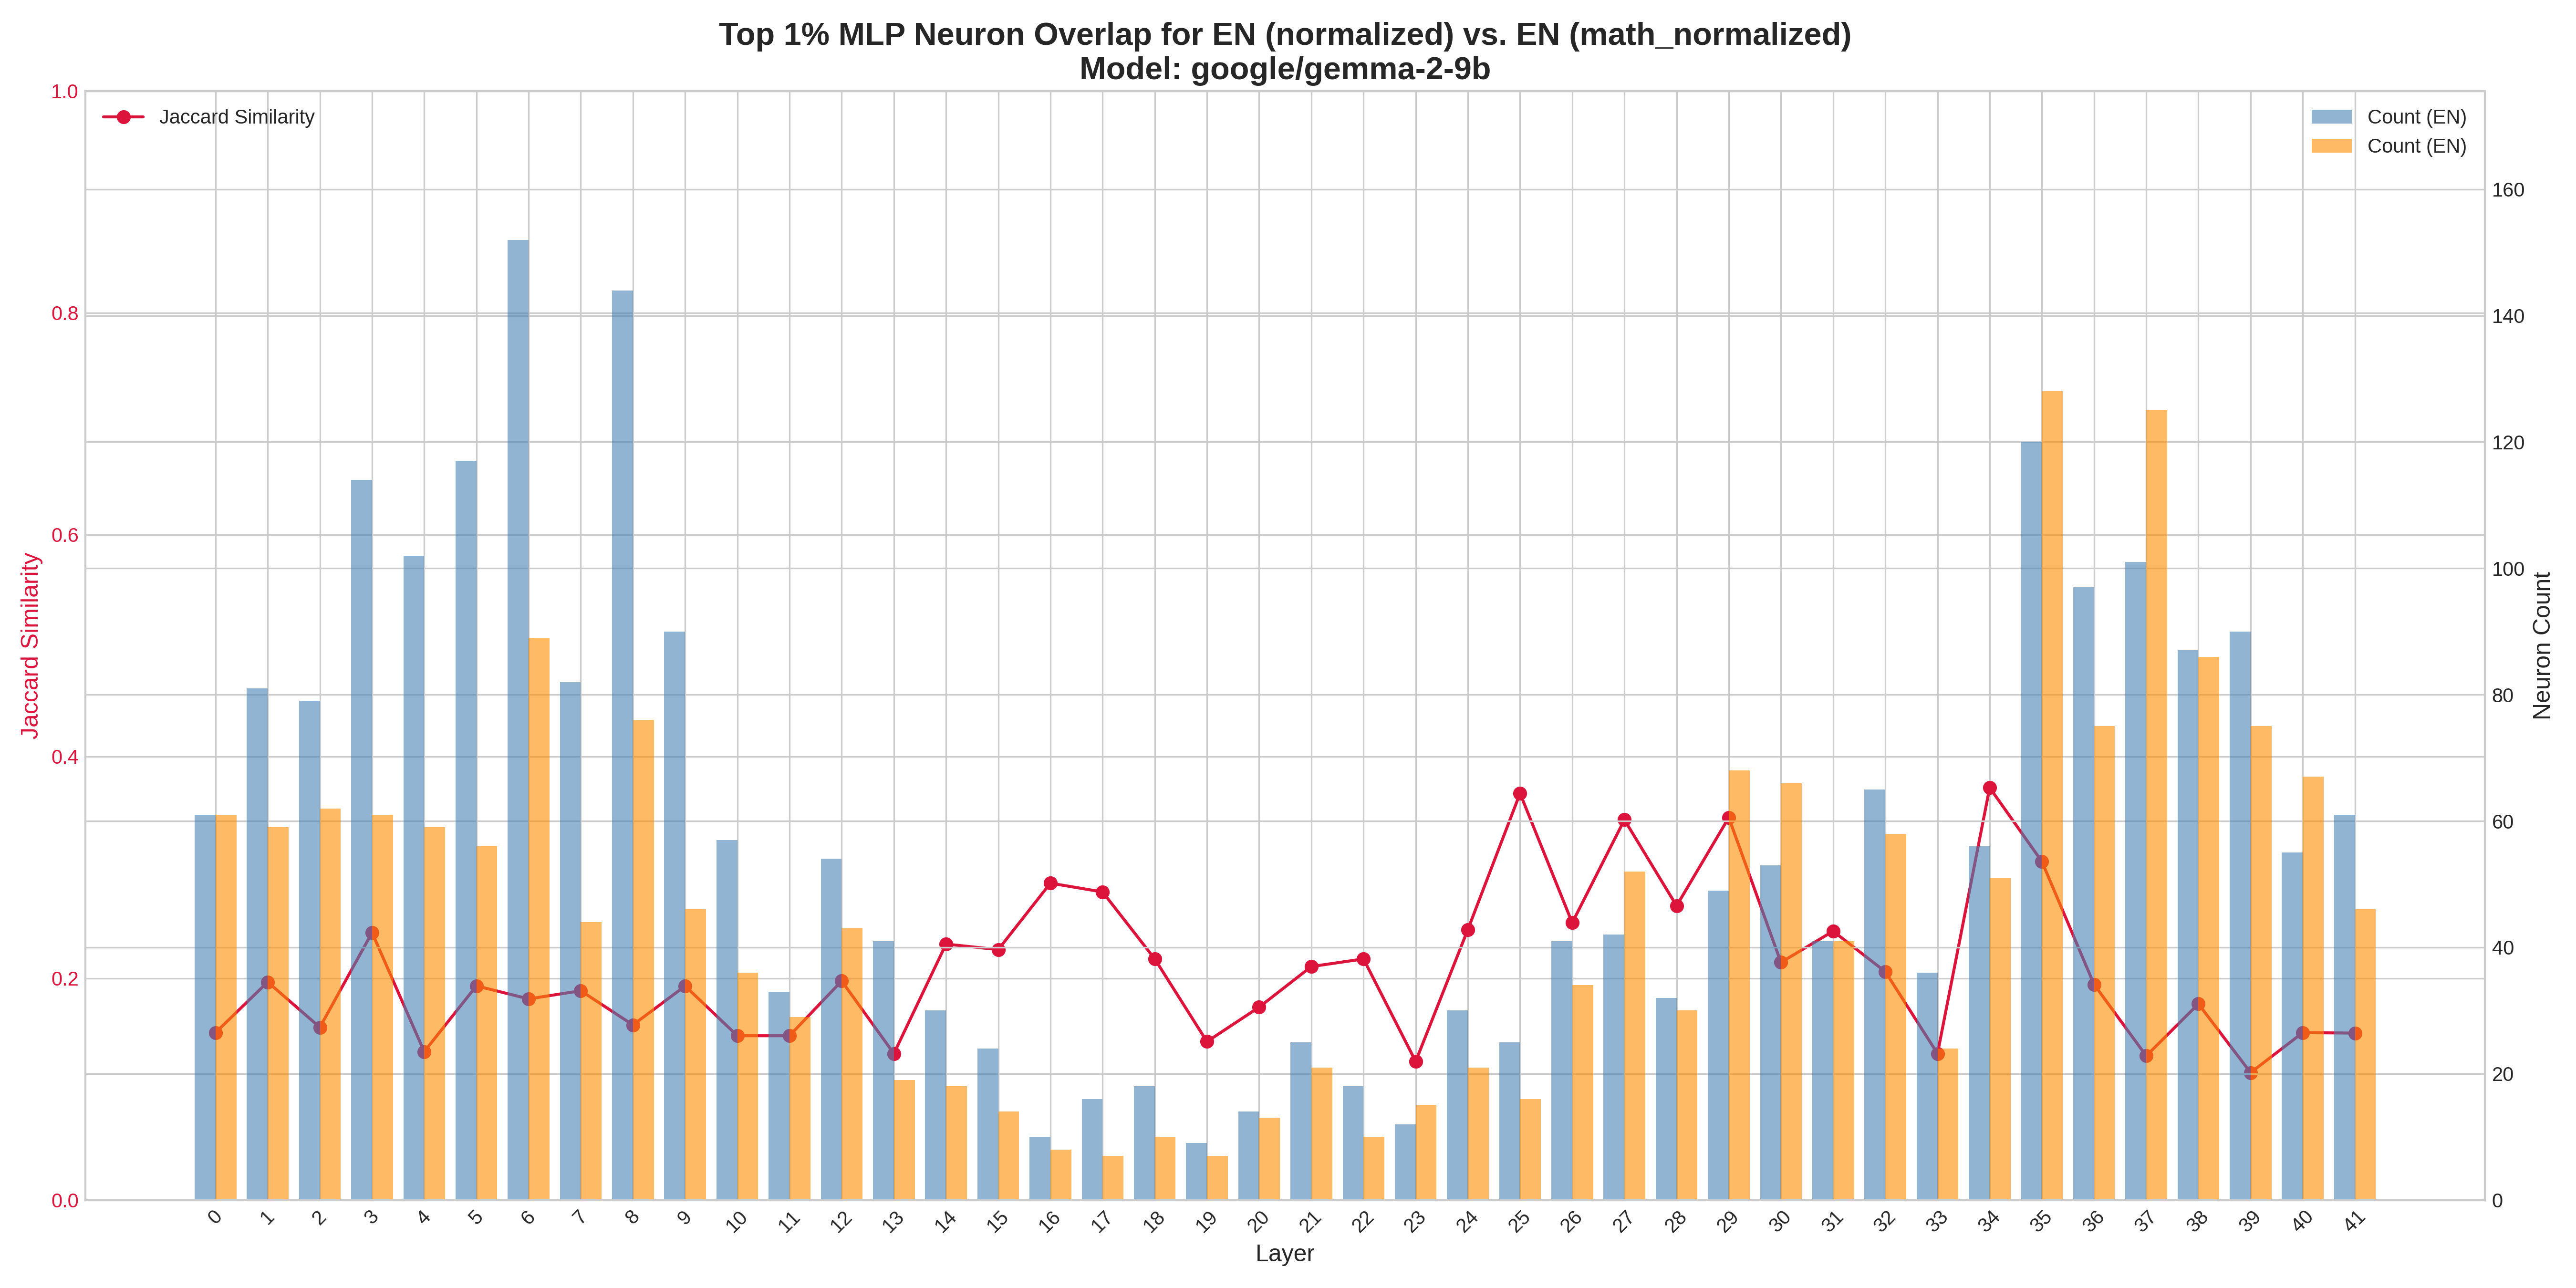 Top 1% MLP Neuron Overlap for EN (normalized) vs. EN (math_normalized)
Model: google/gemma-2-9b
Jaccard Similarity
Count (EN)
Count (EN)
Jaccard Similarity
1.0
0.8
0.6
0.4
0.2
0.0
160
140
120
100
80
60
40
20
0
Neuron Count
0 1 2 3 4 5 6 7 8 9 10 11 12 13 14 15 16 17 18 19 20 21 22 23 24 25 26 27 28 29 30 31 32 33 34 35 36 37 38 39 40 41
Layer